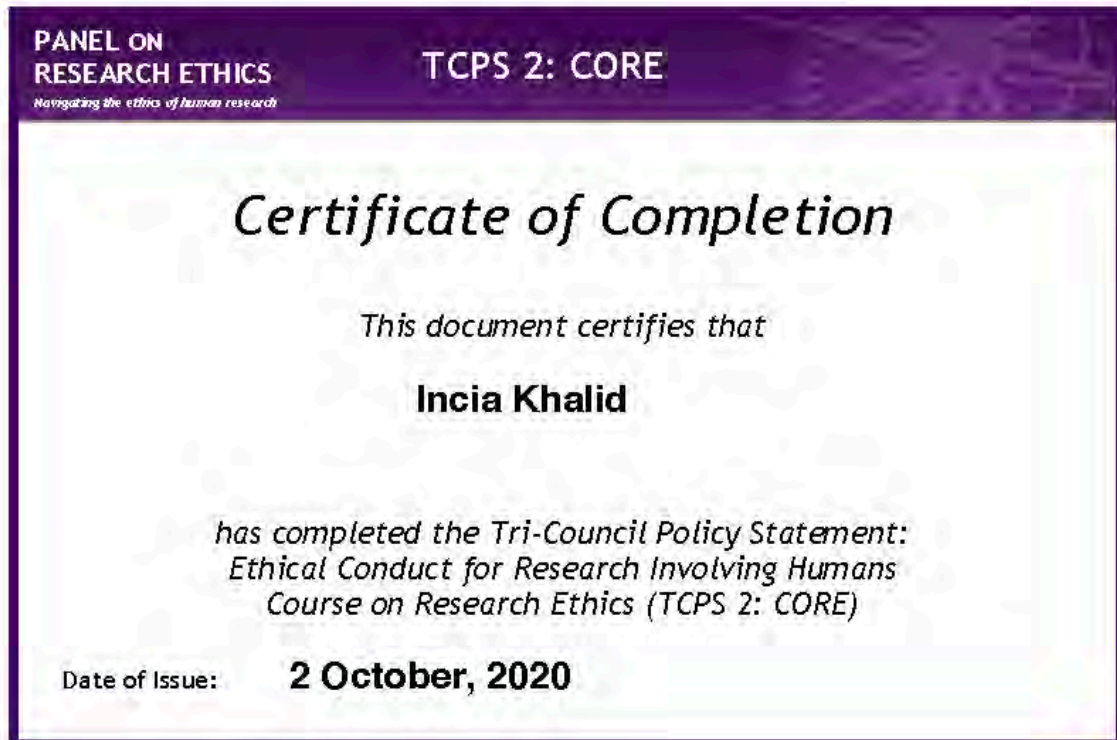 PANEL ON
RESEARCH ETHICS
Navigating the ethics of human research
TCPS 2: CORE
Certificate of Completion
This document certifies that
Incia Khalid
has completed the Tri-Council Policy Statement:
Ethical Conduct for Research Involving Humans
Course on Research Ethics (TCPS 2: CORE)
Date of Issue: 2 October, 2020